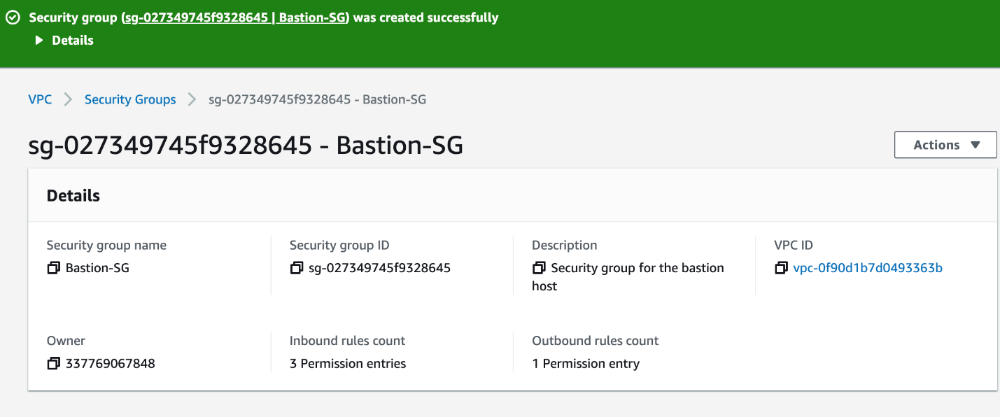 Security group (sg-027349745f9328645 | Bastion-SG) was created successfully
Details
VPC
Security Groups
sg-027349745f9328645 - Bastion-SG
sg-027349745f9328645 - Bastion-SG
Actions
Details
Security group name
Bastion-SG
Security group ID
sg-027349745f9328645
Description
Security group for the bastion
host
VPC ID
vpc-0f90d1b7d0493363b
Owner
337769067848
Inbound rules count
3 Permission entries
Outbound rules count
1 Permission entry